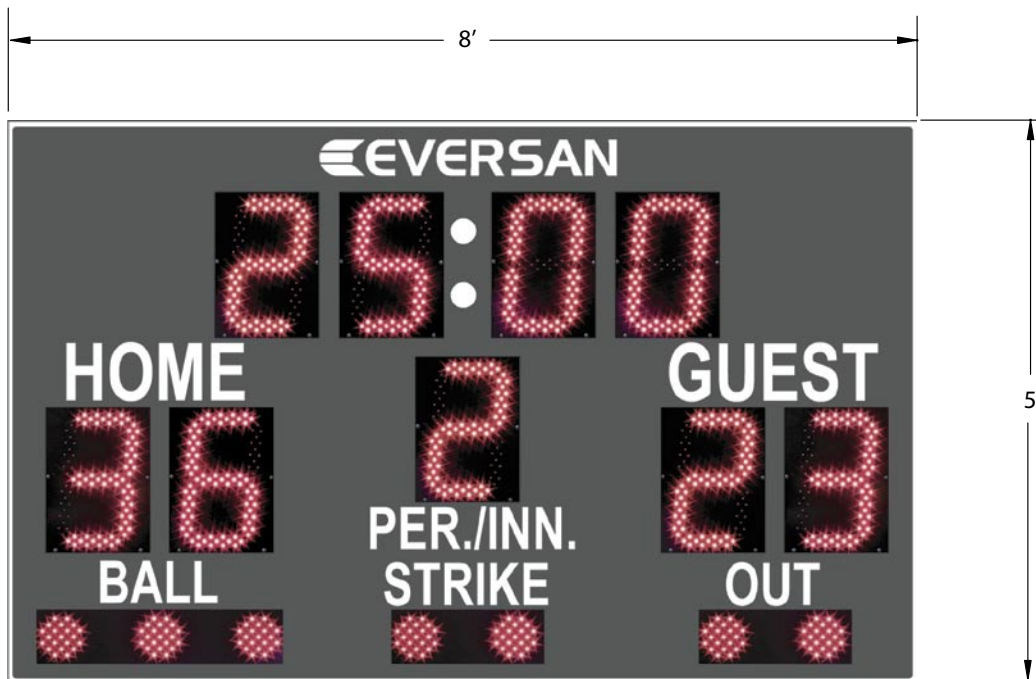 8′
EVERSAN
25:00
HOME
GUEST
2
36
23
5
PER./INN.
BALL
STRIKE
OUT